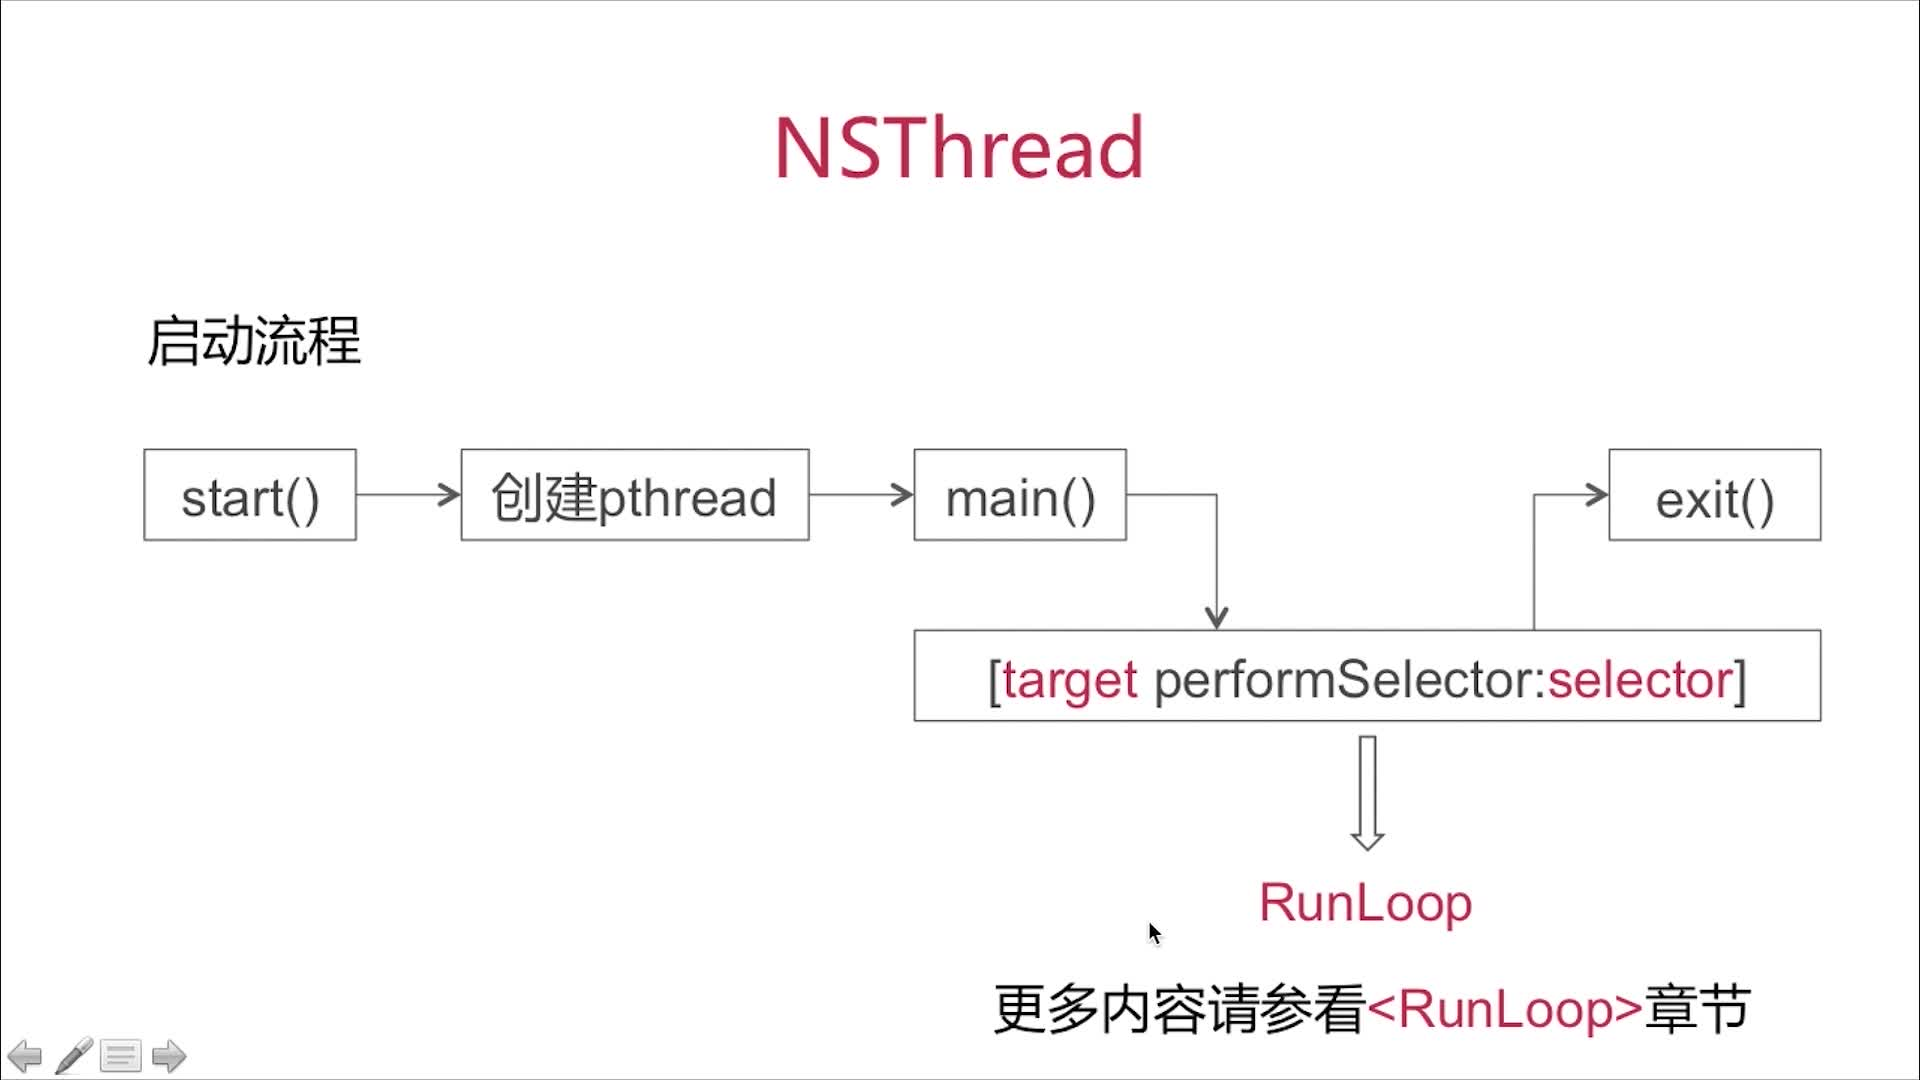 NSThread
启动流程
start()
创建pthread
main()
exit()
[target performSelector:selector]
RunLoop
更多内容请参看<RunLoop>章节